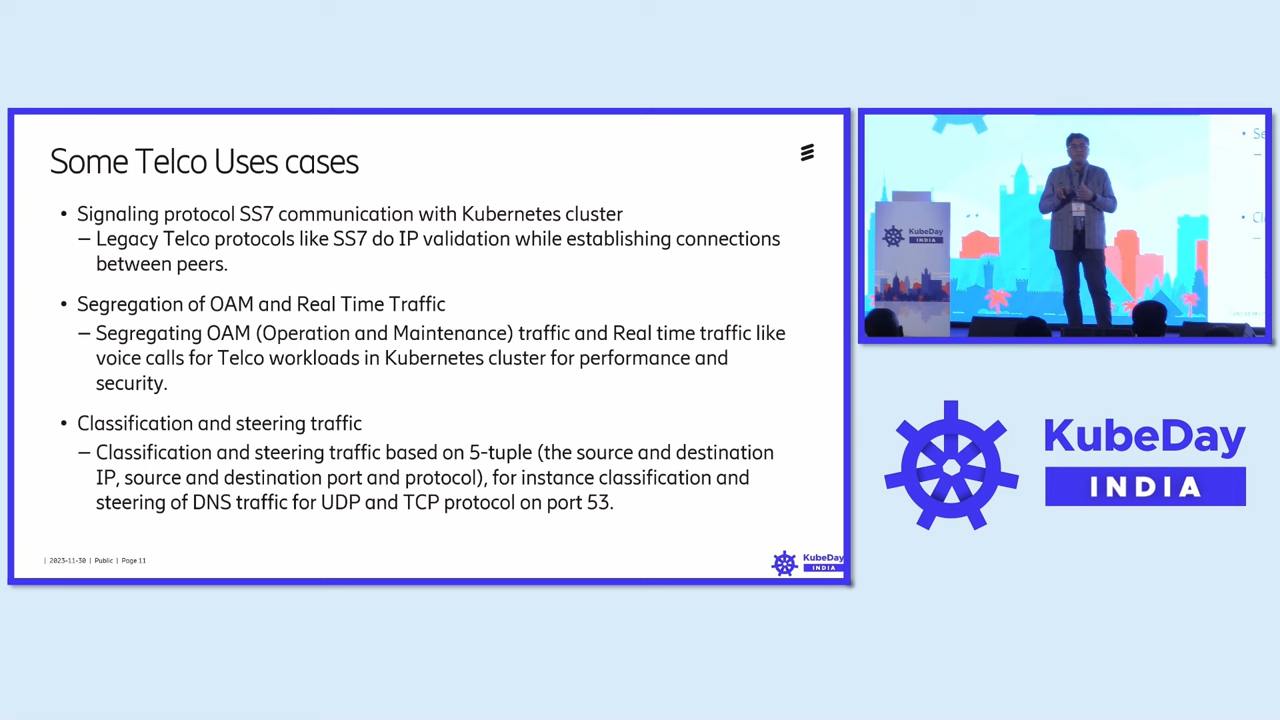 Some Telco Uses cases
• Signaling protocol SS7 communication with Kubernetes cluster
– Legacy Telco protocols like SS7 do IP validation while establishing connections
between peers.
• Segregation of OAM and Real Time Traffic
– Segregating OAM (Operation and Maintenance) traffic and Real time traffic like
voice calls for Telco workloads in Kubernetes cluster for performance and
security.
• Classification and steering traffic
– Classification and steering traffic based on 5-tuple (the source and destination
IP, source and destination port and protocol), for instance classification and
steering of DNS traffic for UDP and TCP protocol on port 53.
| 2023-11-30 | Public | Page 11
KubeDay
INDIA
KubeDay
INDIA
KubeDay
INDIA